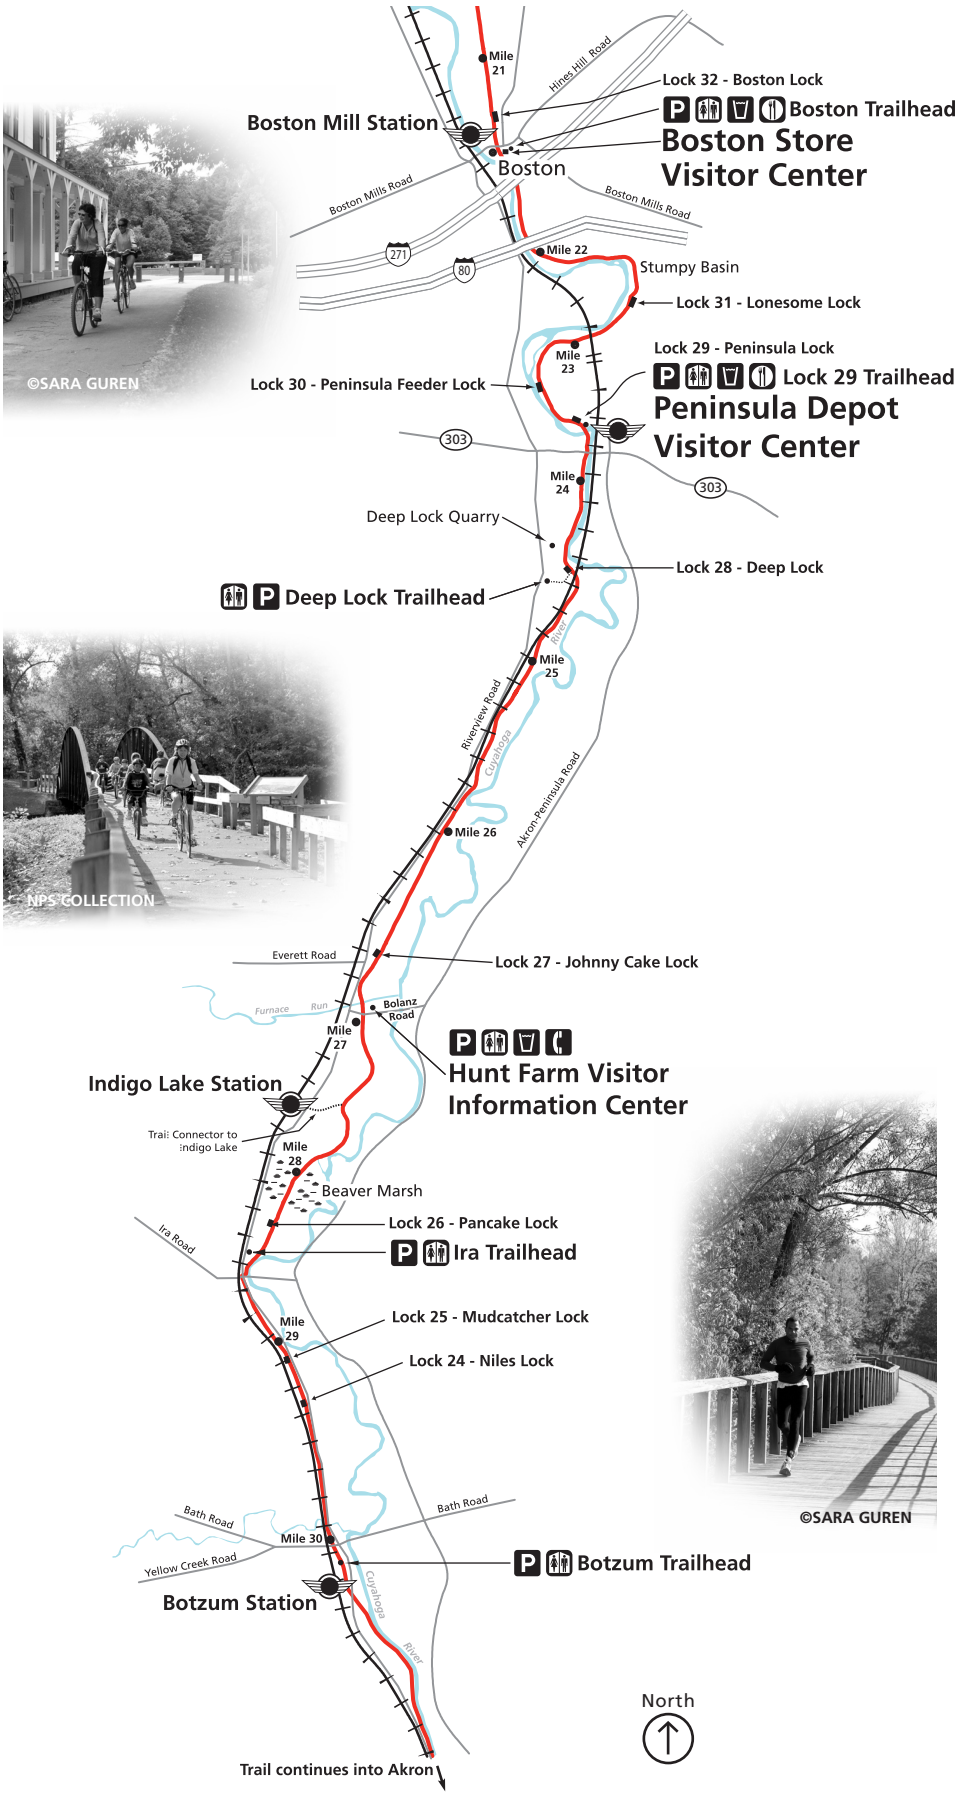 Mile
21
Hines Hill Road
Lock 32 - Boston Lock
P Boston Trailhead
Boston Mill Station
Boston Store
Visitor Center
Boston
Boston Mills Road
Boston Mills Road
271
80
Mile 22
Stumpy Basin
Lock 31 - Lonesome Lock
Mile
23
Lock 29 - Peninsula Lock
P Lock 29 Trailhead
©SARA GUREN
Lock 30 - Peninsula Feeder Lock
Peninsula Depot
Visitor Center
303
303
Mile
24
Deep Lock Quarry
Lock 28 - Deep Lock
P Deep Lock Trailhead
River
Mile
25
Riverview Road
Cuyahoga
Akron-Peninsula Road
Mile 26
NPS COLLECTION
Everett Road
Lock 27 - Johnny Cake Lock
Furnace Run
Bolanz
Road
Mile
27
P
Hunt Farm Visitor
Information Center
Indigo Lake Station
Trail Connector to
Indigo Lake
Mile
28
Beaver Marsh
Lock 26 - Pancake Lock
Ira Road
P Ira Trailhead
Mile
29
Lock 25 - Mudcatcher Lock
Lock 24 - Niles Lock
Bath Road
Bath Road
©SARA GUREN
Mile 30
Yellow Creek Road
P Botzum Trailhead
Botzum Station
Cuyahoga
River
North
Trail continues into Akron